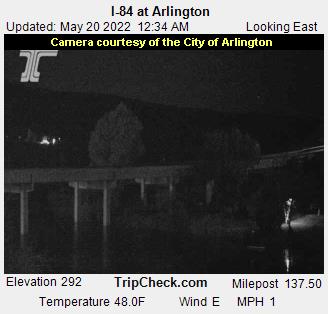 I-84 at Arlington
Updated: May 20 2022 12:34 AM Looking East
Camera courtesy of the City of Arlington
Elevation 292 TripCheck.com Milepost 137.50
Temperature 48.0F Wind E MPH 1